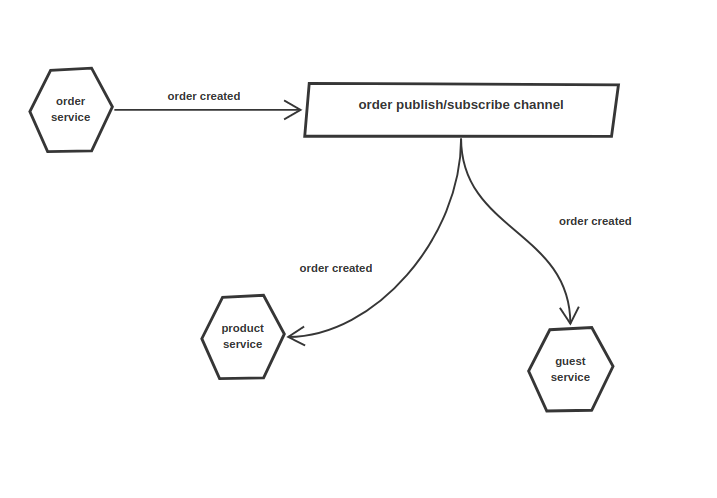 order
service
order created
order publish/subscribe channel
order created
order created
product
service
guest
service